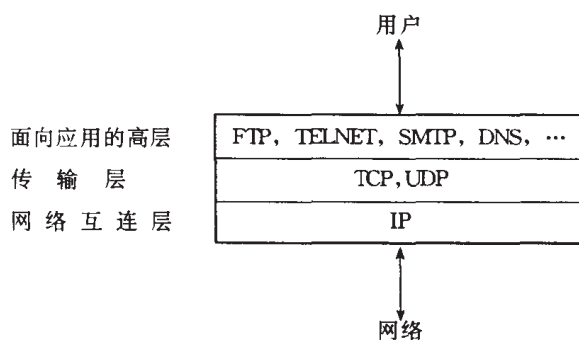 用户
面向应用的高层 FTP, TELNET, SMTP, DNS, …
传输层 TCP,UDP
网络互连层 IP
网络